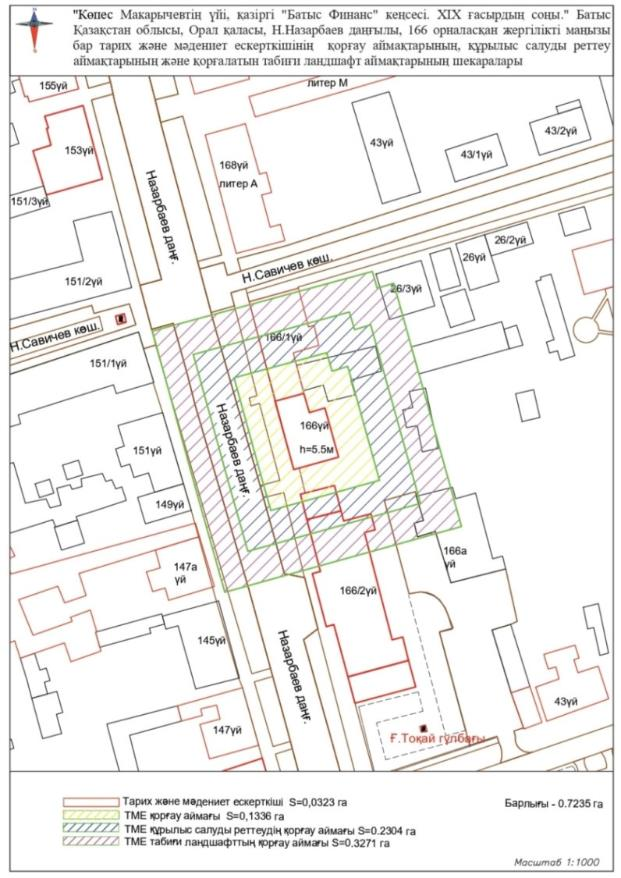 "Көпес Макарычевтің үйі, қазіргі "Батыс Финанс" кеңсесі. XIX ғасырдың соңы." Батыс
Қазақстан облысы, Орал қаласы, Н.Назарбаев даңғылы, 166 орналасқан жергілікті маңызы
бар тарих және мәдениет ескерткішінің қорғау аймақтарының, құрылыс салуды реттеу
аймақтарының және қорғалатын табиғи ландшафт аймақтарының шекаралары
155үй
литер М
153үй
43үй
43/2үй
43/1үй
168үй
литер А
151/3үй
Назарбаев даңғ.
26/2үй
26үй
Н.Савичев көш.
151/2үй
26/3үй
Н.Савичев көш.
166/1үй
151/1үй
166үй
h=5.5м
Назарбаев даңғ.
151үй
149үй
147а
үй
166а
үй
166/2үй
145үй
Назарбаев даңғ.
43үй
147үй
Ғ.Тоқай гүлбағы
Тарих және мәдениет ескерткіші S=0,0323 га
Барлығы - 0.7235 га
ТМЕ қорғау аймағы S=0,1336 га
ТМЕ құрылыс салуды реттеудің қорғау аймағы S=0.2304 га
ТМЕ табиғи ландшафттың қорғау аймағы S=0.3271 га
Масштаб 1:1000